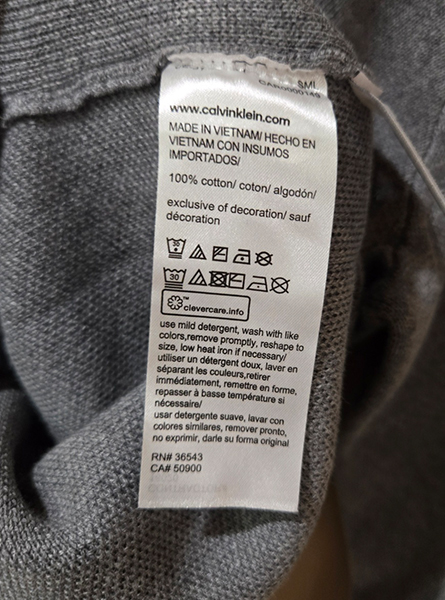 SML
www.calvinklein.com
MADE IN VIETNAM/ HECHO EN
VIETNAM CON INSUMOS
IMPORTADOS/
100% cotton/ coton/ algodón/
exclusive of decoration/ sauf
décoration
30
30
™
clevercare.info
use mild detergent, wash with like
colors,remove promptly, reshape to
size, low heat iron if necessary/
utiliser un détergent doux, laver en
séparant les couleurs,retirer
immédiatement, remettre en forme,
repasser à basse température si
nécessaire/
usar detergente suave, lavar con
colores similares, remover pronto,
no exprimir, darle su forma original
RN# 36543
CA# 50900